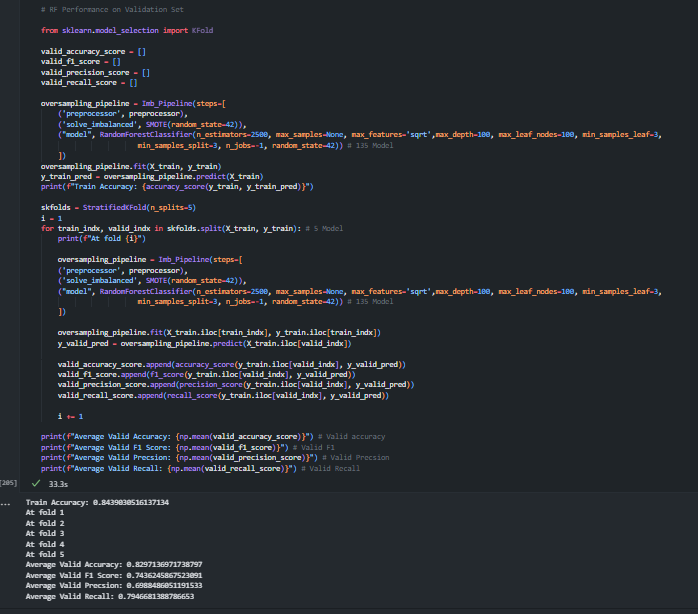 # RF Performance on Validation Set
from sklearn.model_selection import KFold
valid_accuracy_score = []
valid_f1_score = []
valid_precision_score = []
valid_recall_score = []
oversampling_pipeline = Imb_Pipeline(steps=[
('preprocessor', preprocessor),
('solve_imbalanced', SMOTE(random_state=42)),
("model", RandomForestClassifier(n_estimators=2500, max_samples=None, max_features='sqrt',max_depth=100, max_leaf_nodes=100, min_samples_leaf=3,
min_samples_split=3, n_jobs=-1, random_state=42)) # 135 Model
])
oversampling_pipeline.fit(X_train, y_train)
y_train_pred = oversampling_pipeline.predict(X_train)
print(f"Train Accuracy: {accuracy_score(y_train, y_train_pred)}")
skfolds = StratifiedKFold(n_splits=5)
i = 1
for train_indx, valid_indx in skfolds.split(X_train, y_train): # 5 Model
print(f"At fold {i}")
oversampling_pipeline = Imb_Pipeline(steps=[
('preprocessor', preprocessor),
('solve_imbalanced', SMOTE(random_state=42)),
("model", RandomForestClassifier(n_estimators=2500, max_samples=None, max_features='sqrt',max_depth=100, max_leaf_nodes=100, min_samples_leaf=3,
min_samples_split=3, n_jobs=-1, random_state=42)) # 135 Model
])
oversampling_pipeline.fit(X_train.iloc[train_indx], y_train.iloc[train_indx])
y_valid_pred = oversampling_pipeline.predict(X_train.iloc[valid_indx])
valid_accuracy_score.append(accuracy_score(y_train.iloc[valid_indx], y_valid_pred))
valid_f1_score.append(f1_score(y_train.iloc[valid_indx], y_valid_pred))
valid_precision_score.append(precision_score(y_train.iloc[valid_indx], y_valid_pred))
valid_recall_score.append(recall_score(y_train.iloc[valid_indx], y_valid_pred))
i += 1
print(f"Average Valid Accuracy: {np.mean(valid_accuracy_score)}") # Valid accuracy
print(f"Average Valid F1 Score: {np.mean(valid_f1_score)}") # Valid F1
print(f"Average Valid Precsion: {np.mean(valid_precision_score)}") # Valid Precsion
print(f"Average Valid Recall: {np.mean(valid_recall_score)}") # Valid Recall
[205] ✓ 33.3s
... Train Accuracy: 0.8439030516137134
At fold 1
At fold 2
At fold 3
At fold 4
At fold 5
Average Valid Accuracy: 0.8297136971738797
Average Valid F1 Score: 0.7436245867523091
Average Valid Precsion: 0.6988486051191533
Average Valid Recall: 0.7946681388786653